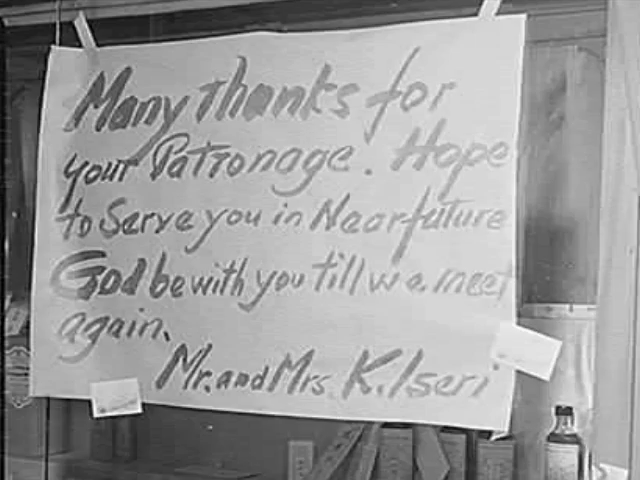 Many thanks for
your Patronage. Hope
to Serve you in Near future
God be with you till we meet
again.
Mr. and Mrs. K. Iseri